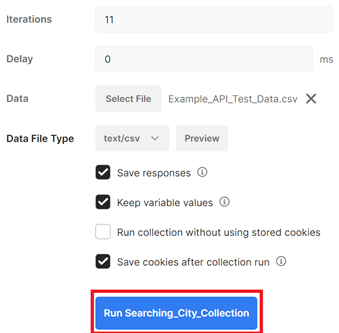 Iterations 11
Delay 0 ms
Data Select File Example_API_Test_Data.csv
Data File Type text/csv Preview
Save responses
Keep variable values
Run collection without using stored cookies
Save cookies after collection run
Run Searching_City_Collection